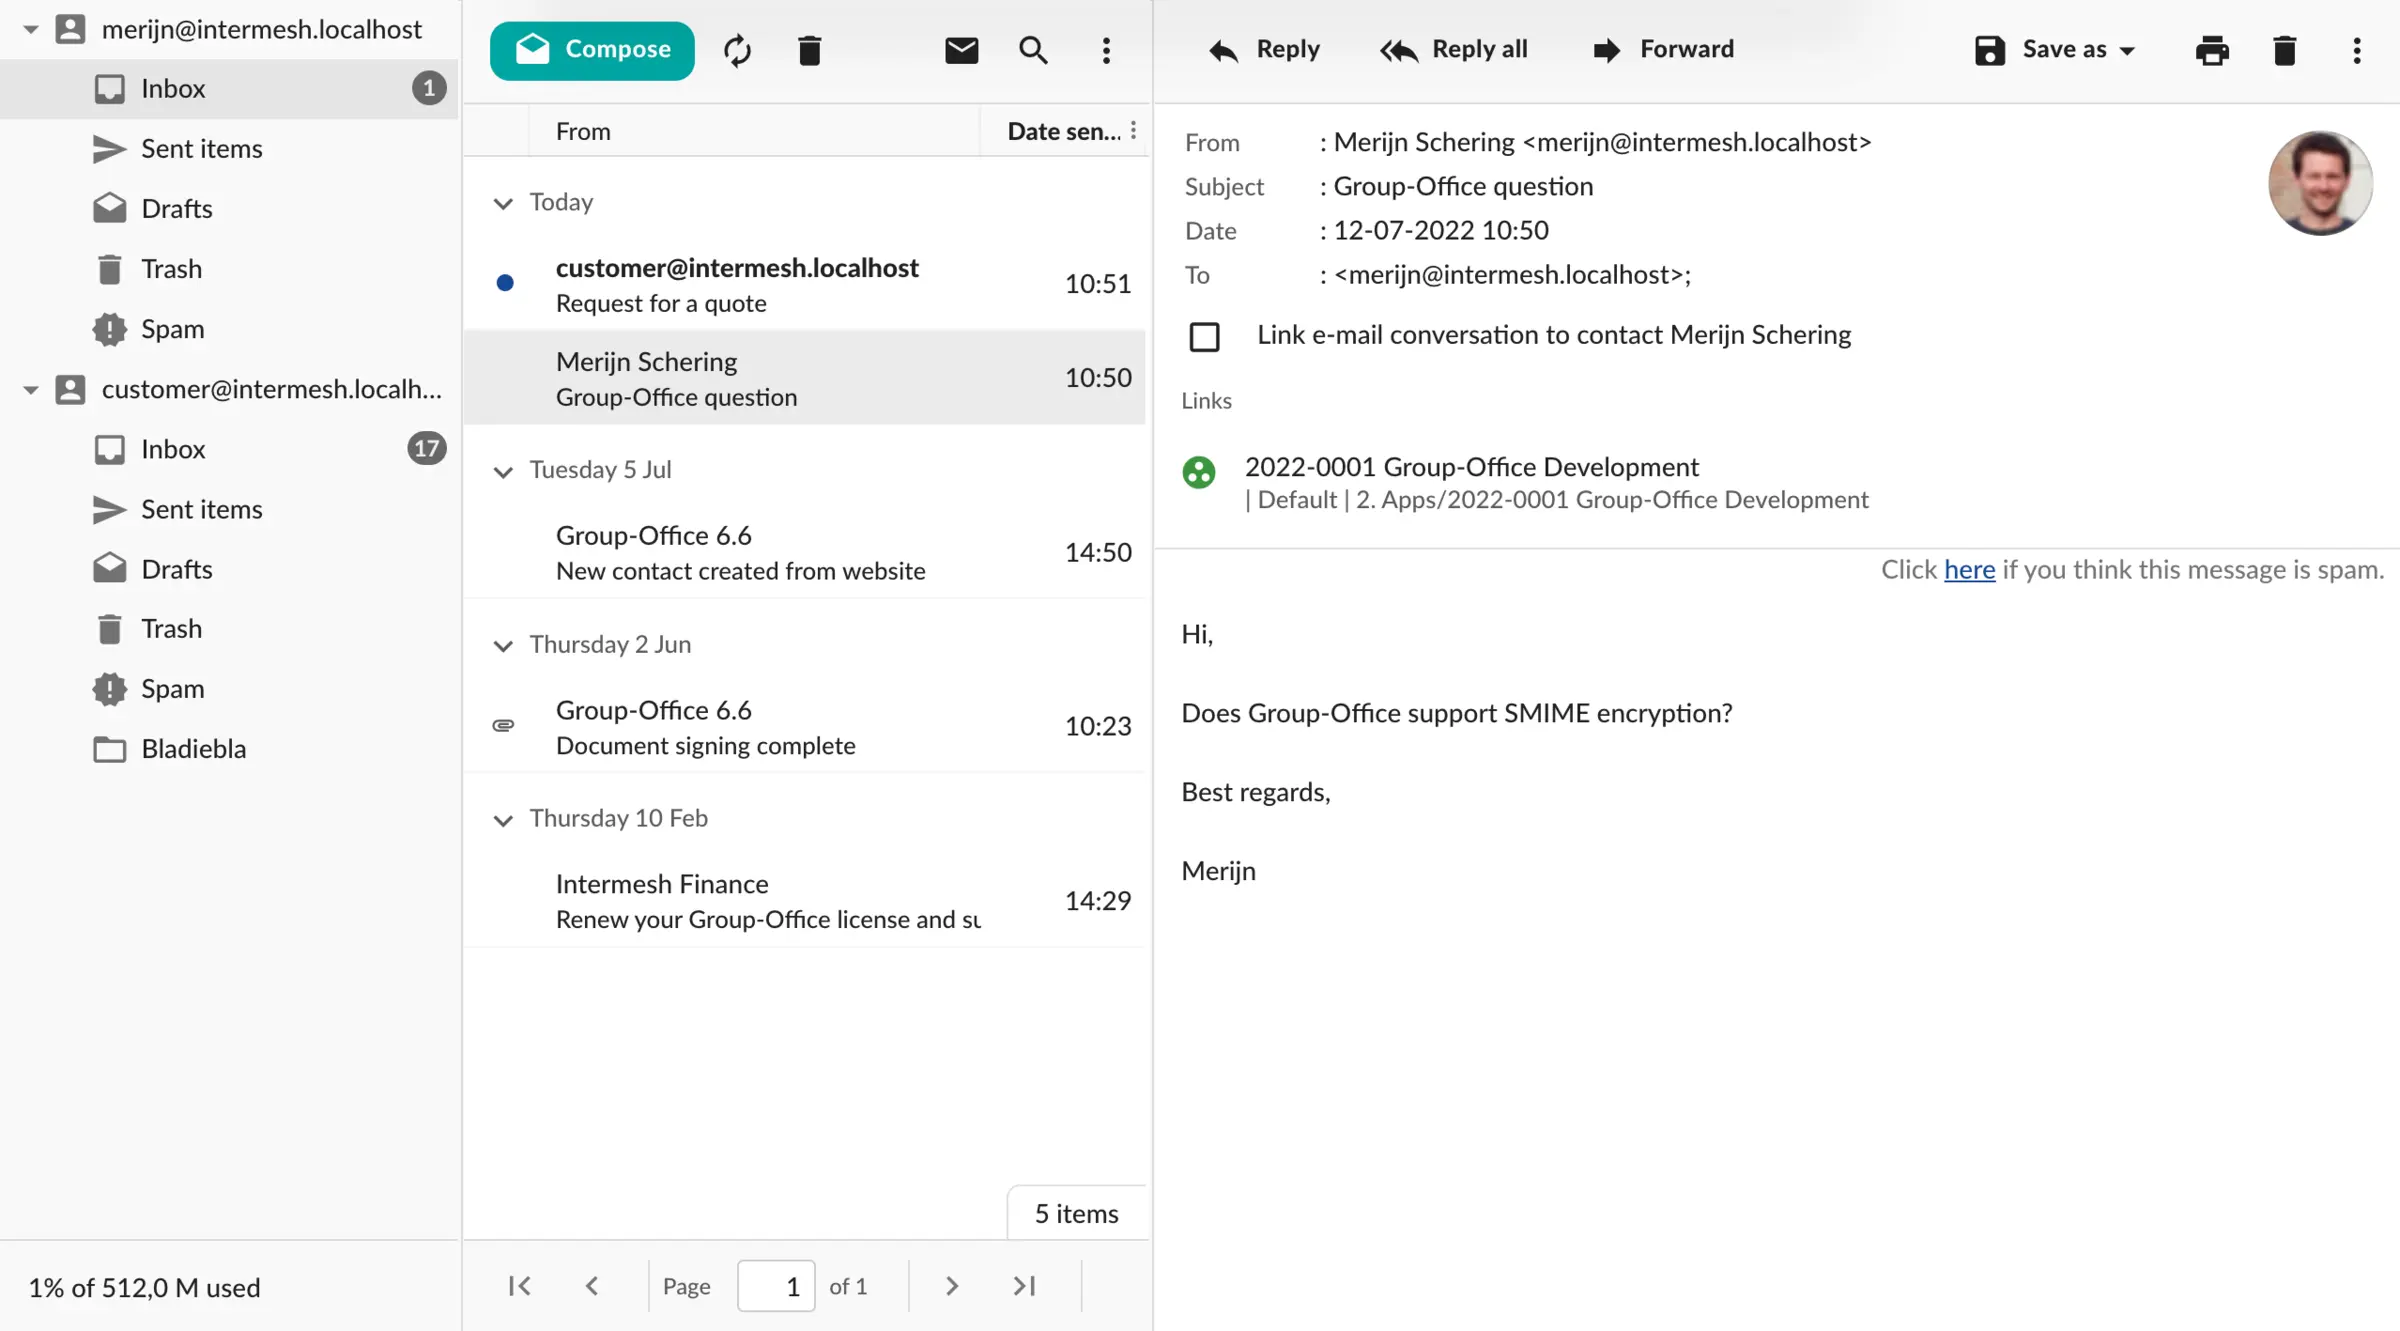 merijn@intermesh.localhost
Inbox 1
Sent items
Drafts
Trash
Spam
customer@intermesh.localh...
Inbox 17
Sent items
Drafts
Trash
Spam
Bladiebla
1% of 512,0 M used
Compose
From Date sen...
Today
customer@intermesh.localhost
Request for a quote 10:51
Merijn Schering
Group-Office question 10:50
Tuesday 5 Jul
Group-Office 6.6
New contact created from website 14:50
Thursday 2 Jun
Group-Office 6.6
Document signing complete 10:23
Thursday 10 Feb
Intermesh Finance
Renew your Group-Office license and su 14:29
5 items
Page 1 of 1
Reply Reply all Forward Save as
From : Merijn Schering <merijn@intermesh.localhost>
Subject : Group-Office question
Date : 12-07-2022 10:50
To : <merijn@intermesh.localhost>;
Link e-mail conversation to contact Merijn Schering
Links
2022-0001 Group-Office Development
| Default | 2. Apps/2022-0001 Group-Office Development
Click here if you think this message is spam.
Hi,
Does Group-Office support SMIME encryption?
Best regards,
Merijn